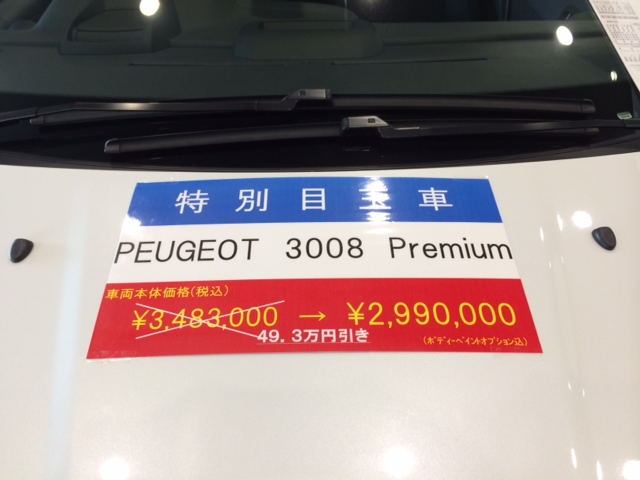 特別目玉車
PEUGEOT 3008 Premium
車両本体価格(税込)
¥3,483,000 → ¥2,990,000
49.3万円引き
(ﾎﾞﾃﾞｨｰﾍﾟｲﾝﾄｵﾌﾟｼｮﾝ込)